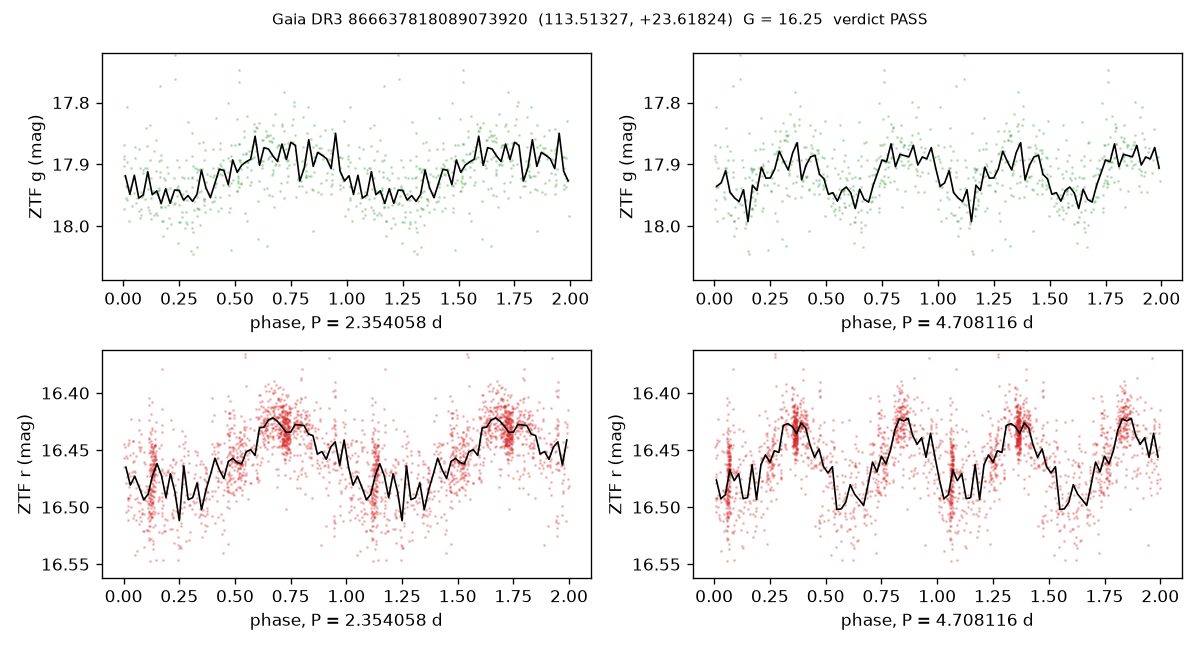 Gaia DR3 866637818089073920 (113.51327, +23.61824) G = 16.25 verdict PASS
ZTF g (mag)
17.8
17.9
18.0
0.00 0.25 0.50 0.75 1.00 1.25 1.50 1.75 2.00
phase, P = 2.354058 d
ZTF g (mag)
17.8
17.9
18.0
0.00 0.25 0.50 0.75 1.00 1.25 1.50 1.75 2.00
phase, P = 4.708116 d
ZTF r (mag)
16.40
16.45
16.50
16.55
0.00 0.25 0.50 0.75 1.00 1.25 1.50 1.75 2.00
phase, P = 2.354058 d
ZTF r (mag)
16.40
16.45
16.50
16.55
0.00 0.25 0.50 0.75 1.00 1.25 1.50 1.75 2.00
phase, P = 4.708116 d